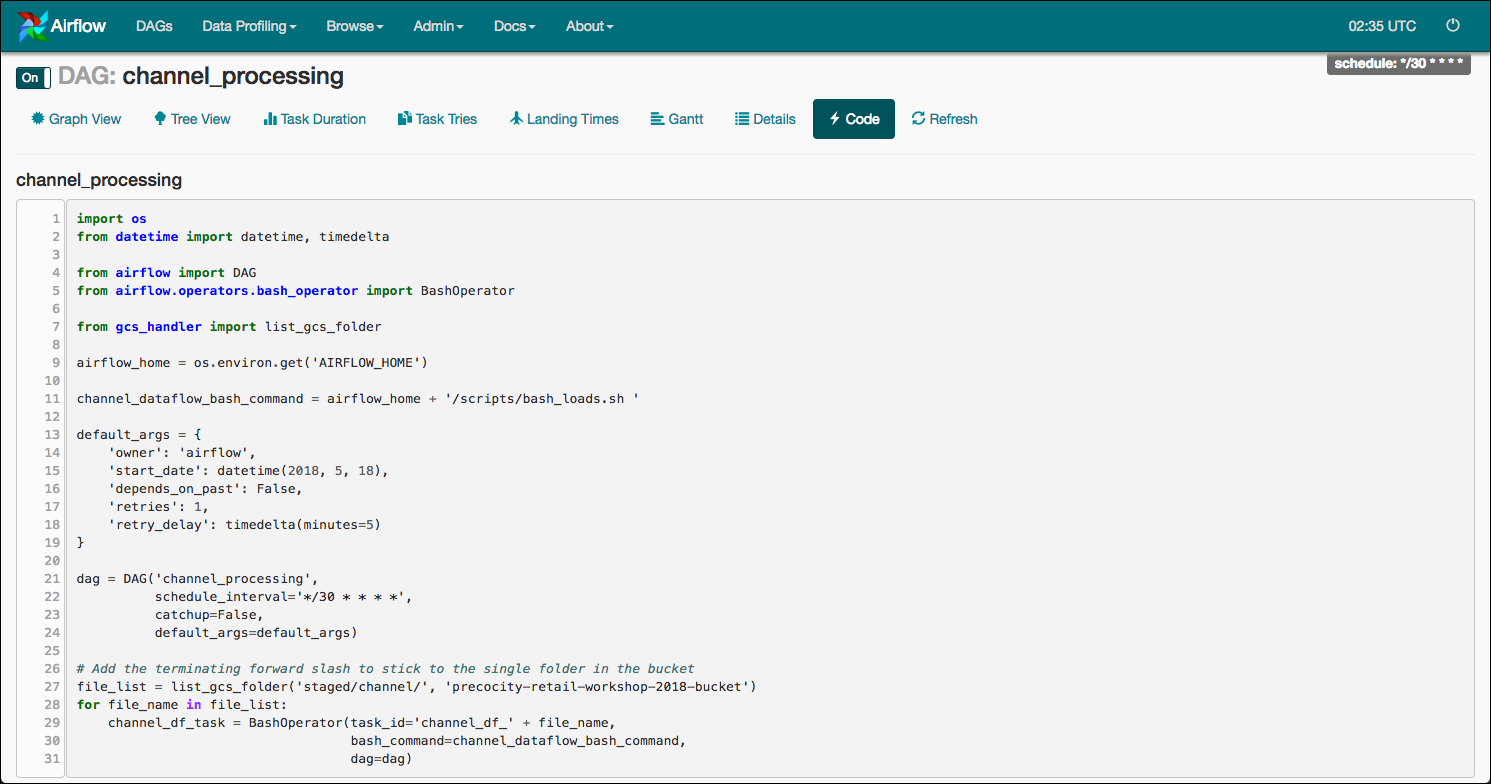 Airflow DAGs Data Profiling Browse Admin Docs About 02:35 UTC
schedule: */30 * * * *
On DAG: channel_processing
Graph View Tree View Task Duration Task Tries Landing Times Gantt Details Code Refresh
channel_processing
1 import os
2 from datetime import datetime, timedelta
3
4 from airflow import DAG
5 from airflow.operators.bash_operator import BashOperator
6
7 from gcs_handler import list_gcs_folder
8
9 airflow_home = os.environ.get('AIRFLOW_HOME')
10
11 channel_dataflow_bash_command = airflow_home + '/scripts/bash_loads.sh '
12
13 default_args = {
14     'owner': 'airflow',
15     'start_date': datetime(2018, 5, 18),
16     'depends_on_past': False,
17     'retries': 1,
18     'retry_delay': timedelta(minutes=5)
19 }
20
21 dag = DAG('channel_processing',
22           schedule_interval='*/30 * * * *',
23           catchup=False,
24           default_args=default_args)
25
26 # Add the terminating forward slash to stick to the single folder in the bucket
27 file_list = list_gcs_folder('staged/channel/', 'precocity-retail-workshop-2018-bucket')
28 for file_name in file_list:
29     channel_df_task = BashOperator(task_id='channel_df_' + file_name,
30                                    bash_command=channel_dataflow_bash_command,
31                                    dag=dag)